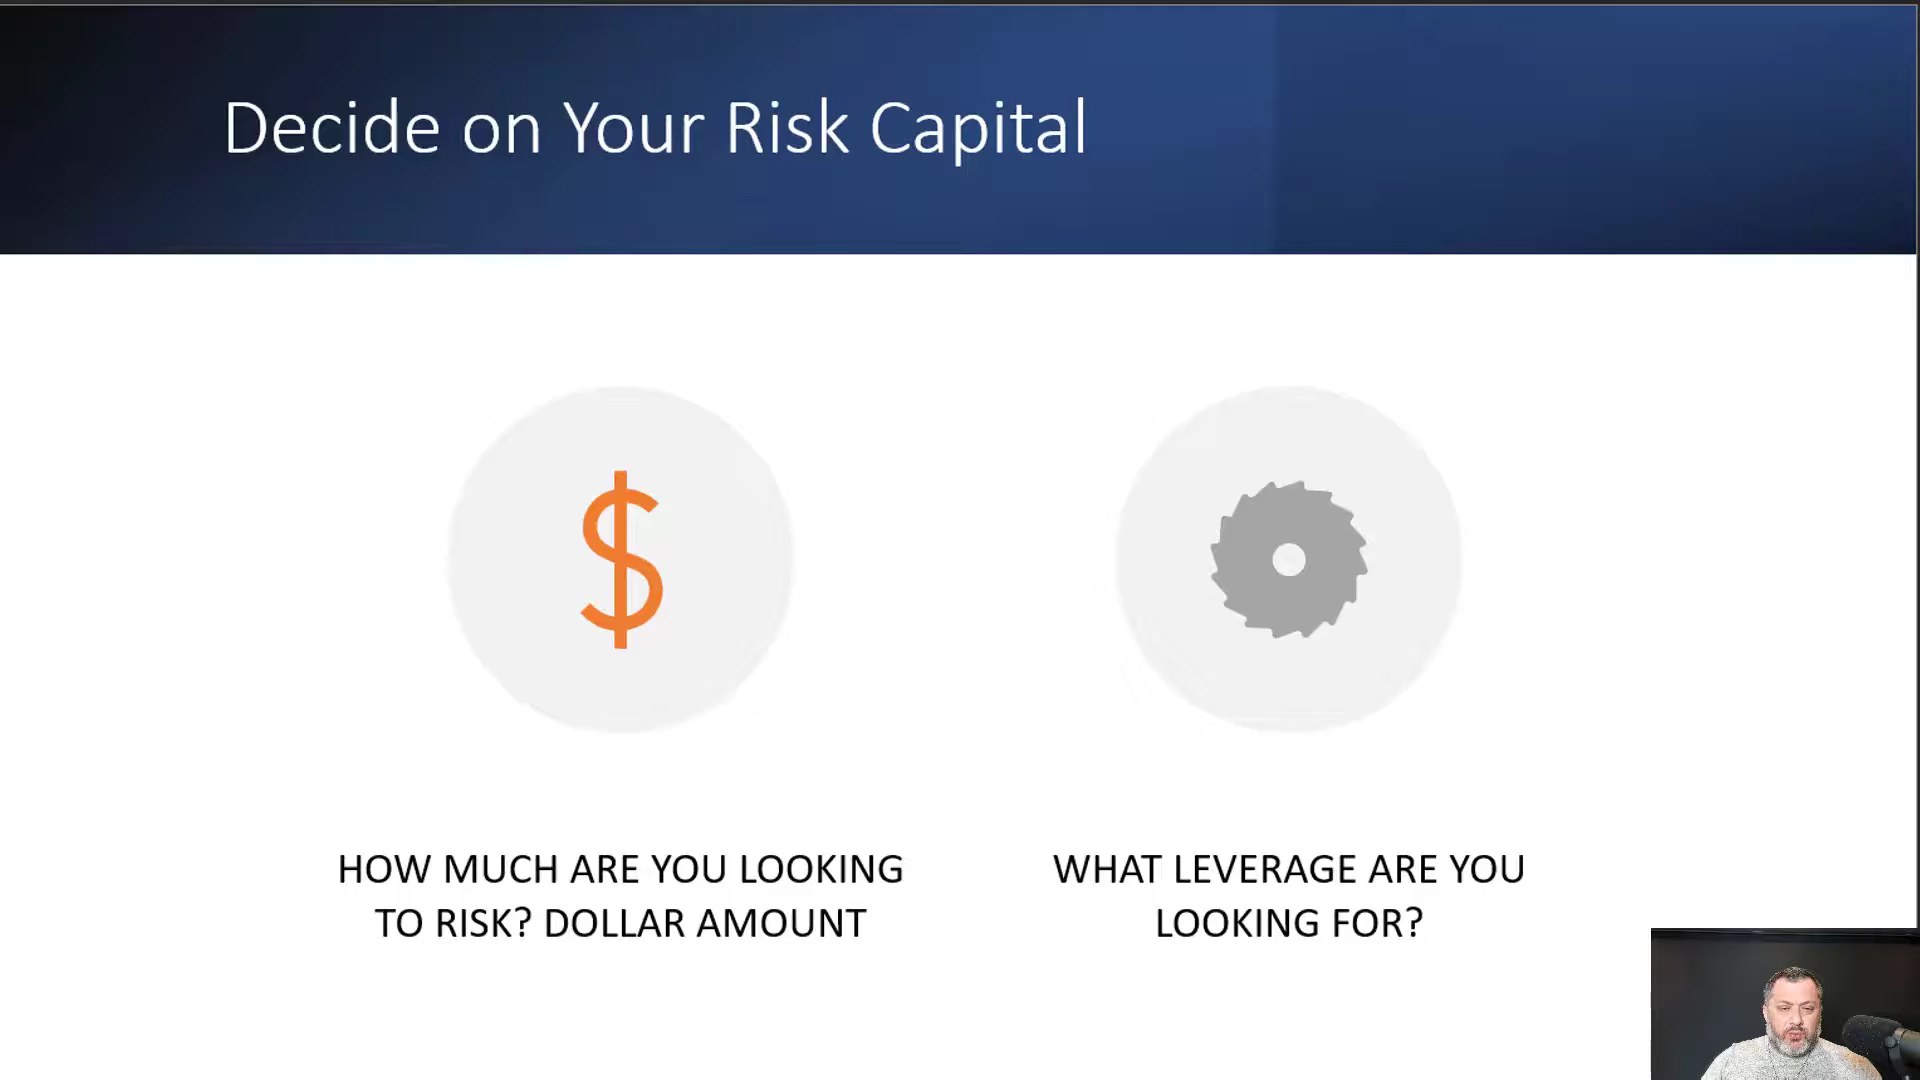 Decide on Your Risk Capital
HOW MUCH ARE YOU LOOKING
TO RISK? DOLLAR AMOUNT
WHAT LEVERAGE ARE YOU
LOOKING FOR?